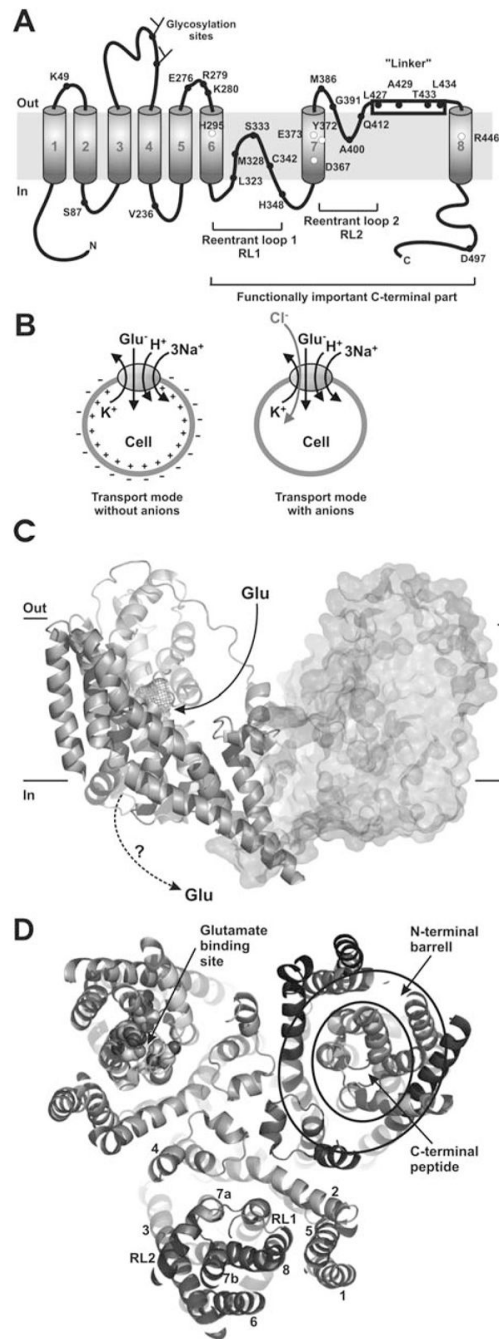 A
Glycosylation
sites
K49
E276
R279
K280
M386
G391
"Linker"
L427
A429
T433
L434
Out
H295
S333
E373
Y372
Q412
A400
R446
1 2 3 4 5 6 7 8
M328
C342
D367
L323
In
S87
V236
H348
N
Reentrant loop 1
RL1
Reentrant loop 2
RL2
C
D497
Functionally important C-terminal part
B
Cl-
Glu- H+ 3Na+
Glu- H+ 3Na+
K+
K+
Cell
Cell
Transport mode
without anions
Transport mode
with anions
C
Out
Glu
In
?
Glu
D
Glutamate
binding
site
N-terminal
barrell
C-terminal
peptide
4
7a
2
3
RL1
5
RL2
7b
8
1
6